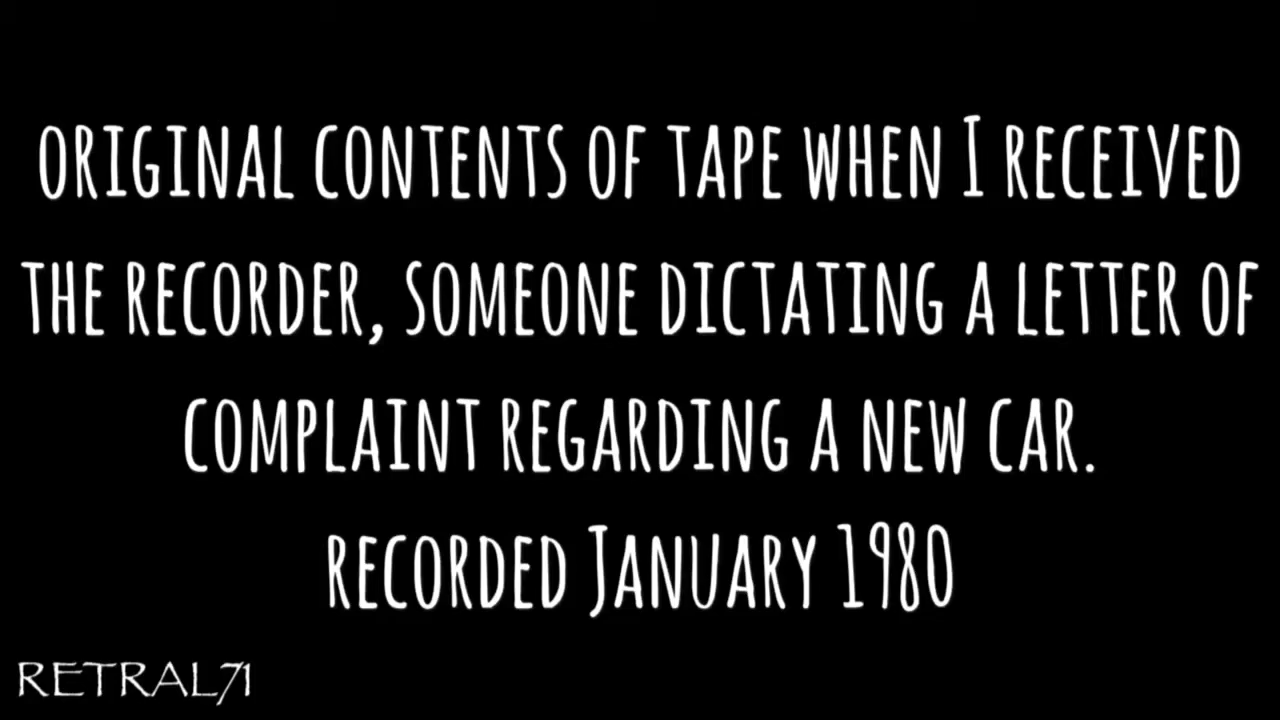 ORIGINAL CONTENTS OF TAPE WHEN I RECEIVED
THE RECORDER, SOMEONE DICTATING A LETTER OF
COMPLAINT REGARDING A NEW CAR.
RECORDED JANUARY 1980
RETRAL71